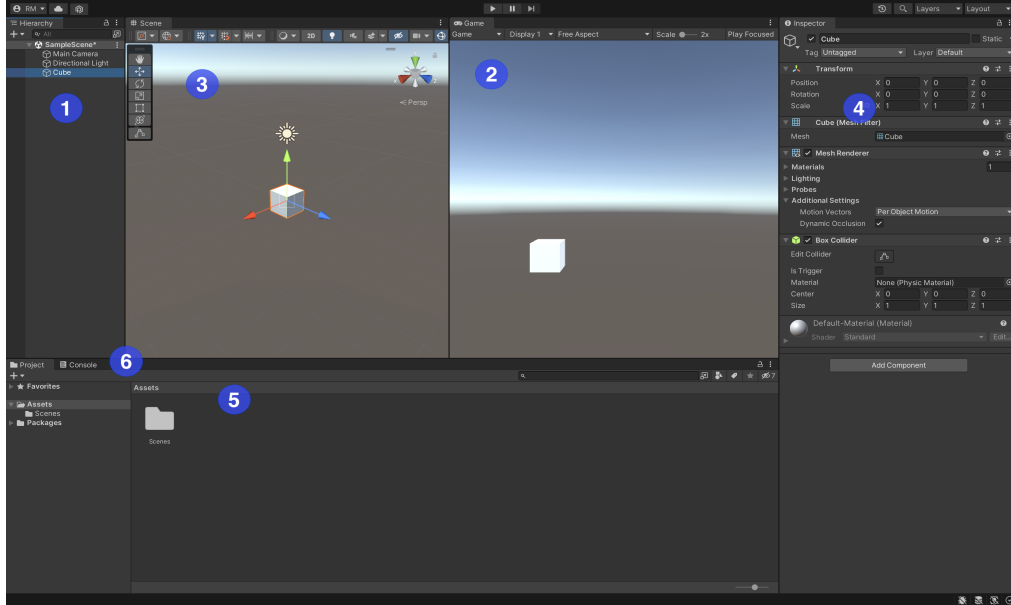 RM
Layers
Layout
Hierarchy
All
SampleScene*
Main Camera
Directional Light
Cube
1
Scene
2D
3
Persp
Game
Game
Display 1
Free Aspect
Scale
2x
Play Focused
2
Inspector
Cube
Static
Tag Untagged
Layer Default
Transform
Position X 0 Y 0 Z 0
Rotation X 0 Y 0 Z 0
Scale X 1 Y 1 Z 1
4
Cube (Mesh Filter)
Mesh Cube
Mesh Renderer
Materials 1
Lighting
Probes
Additional Settings
Motion Vectors Per Object Motion
Dynamic Occlusion
Box Collider
Edit Collider
Is Trigger
Material None (Physic Material)
Center X 0 Y 0 Z 0
Size X 1 Y 1 Z 1
Default-Material (Material)
Shader Standard Edit...
Add Component
Project
Console
6
7
Favorites
Assets
Scenes
Packages
Assets
5
Scenes